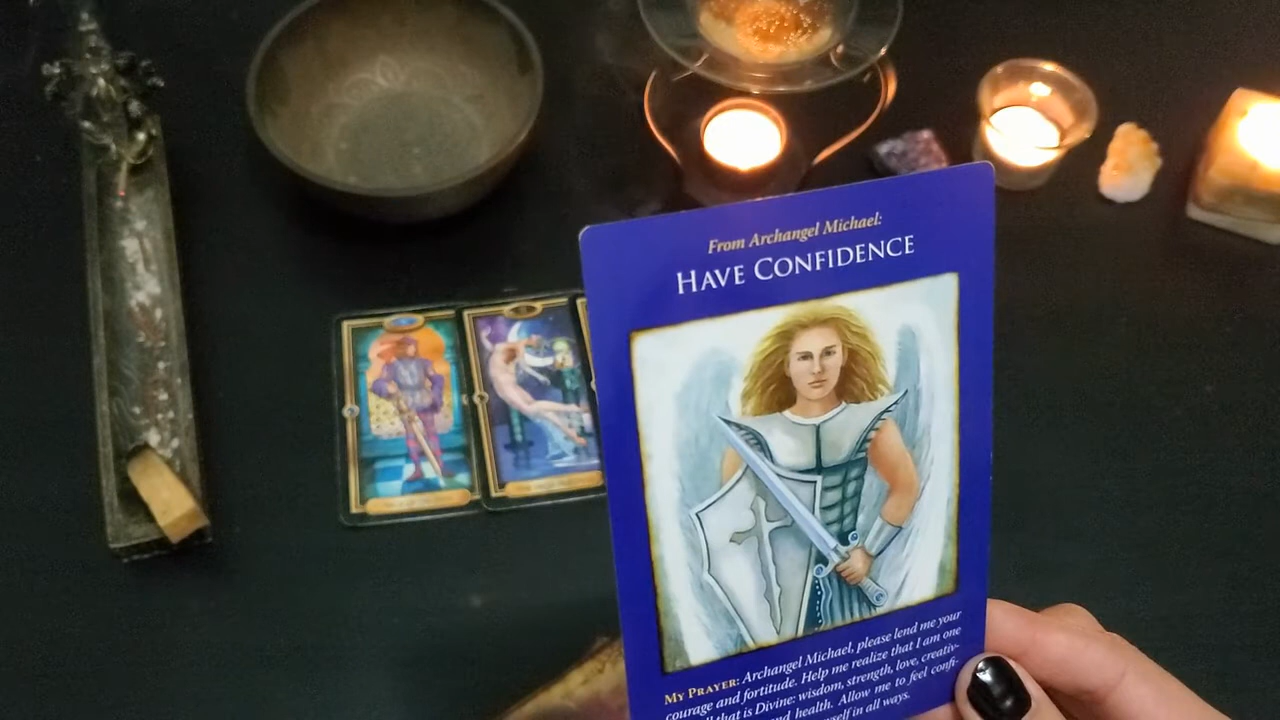 From Archangel Michael:
HAVE CONFIDENCE
MY PRAYER: Archangel Michael, please lend me your
courage and fortitude. Help me realize that I am one
that is Divine: wisdom, strength, love, creativ-
and health. Allow me to feel confi-
in all ways.